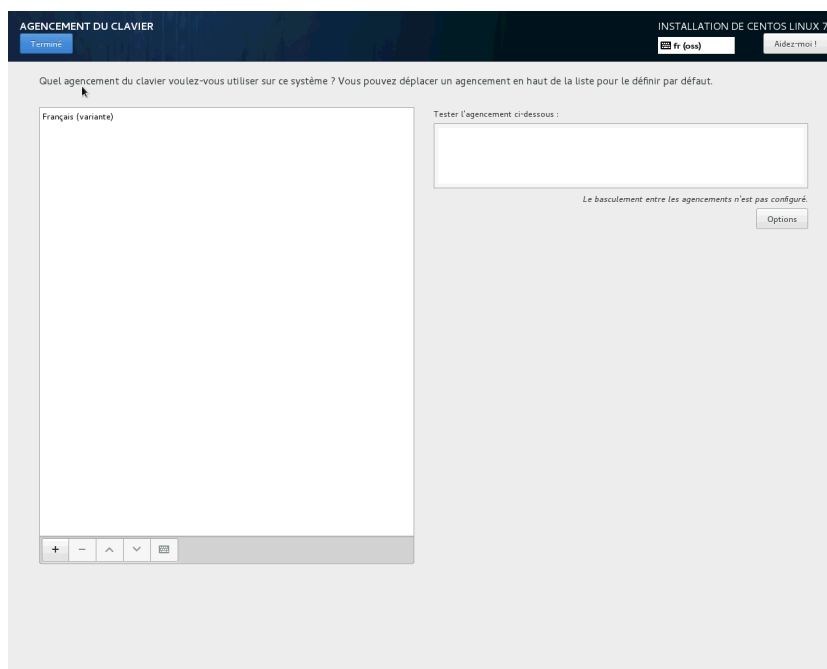 AGENCEMENT DU CLAVIER
INSTALLATION DE CENTOS LINUX 7
Terminé
fr (oss)
Aidez-moi !
Quel agencement du clavier voulez-vous utiliser sur ce système ? Vous pouvez déplacer un agencement en haut de la liste pour le définir par défaut.
Français (variante)
Tester l'agencement ci-dessous :
Le basculement entre les agencements n'est pas configuré.
Options